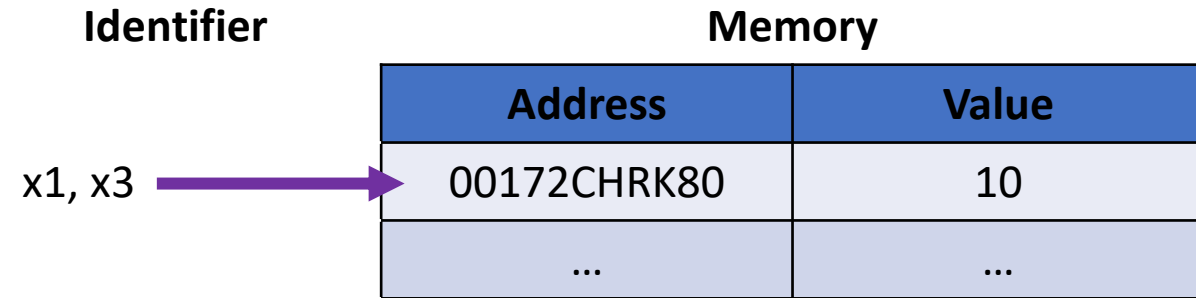 Identifier Memory
Address Value
x1, x3 00172CHRK80 10
... ...